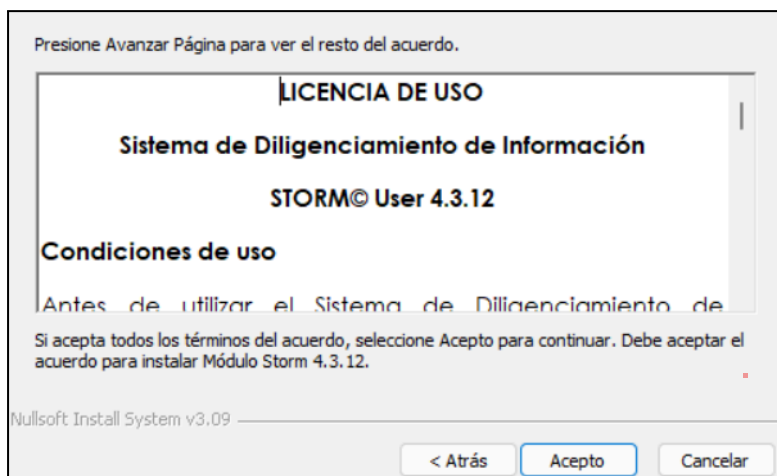 Presione Avanzar Página para ver el resto del acuerdo.
LICENCIA DE USO
Sistema de Diligenciamiento de Información
STORM© User 4.3.12
Condiciones de uso
Antes de utilizar el Sistema de Diligenciamiento de
Si acepta todos los términos del acuerdo, seleccione Acepto para continuar. Debe aceptar el
acuerdo para instalar Módulo Storm 4.3.12.
Nullsoft Install System v3.09
< Atrás Acepto Cancelar